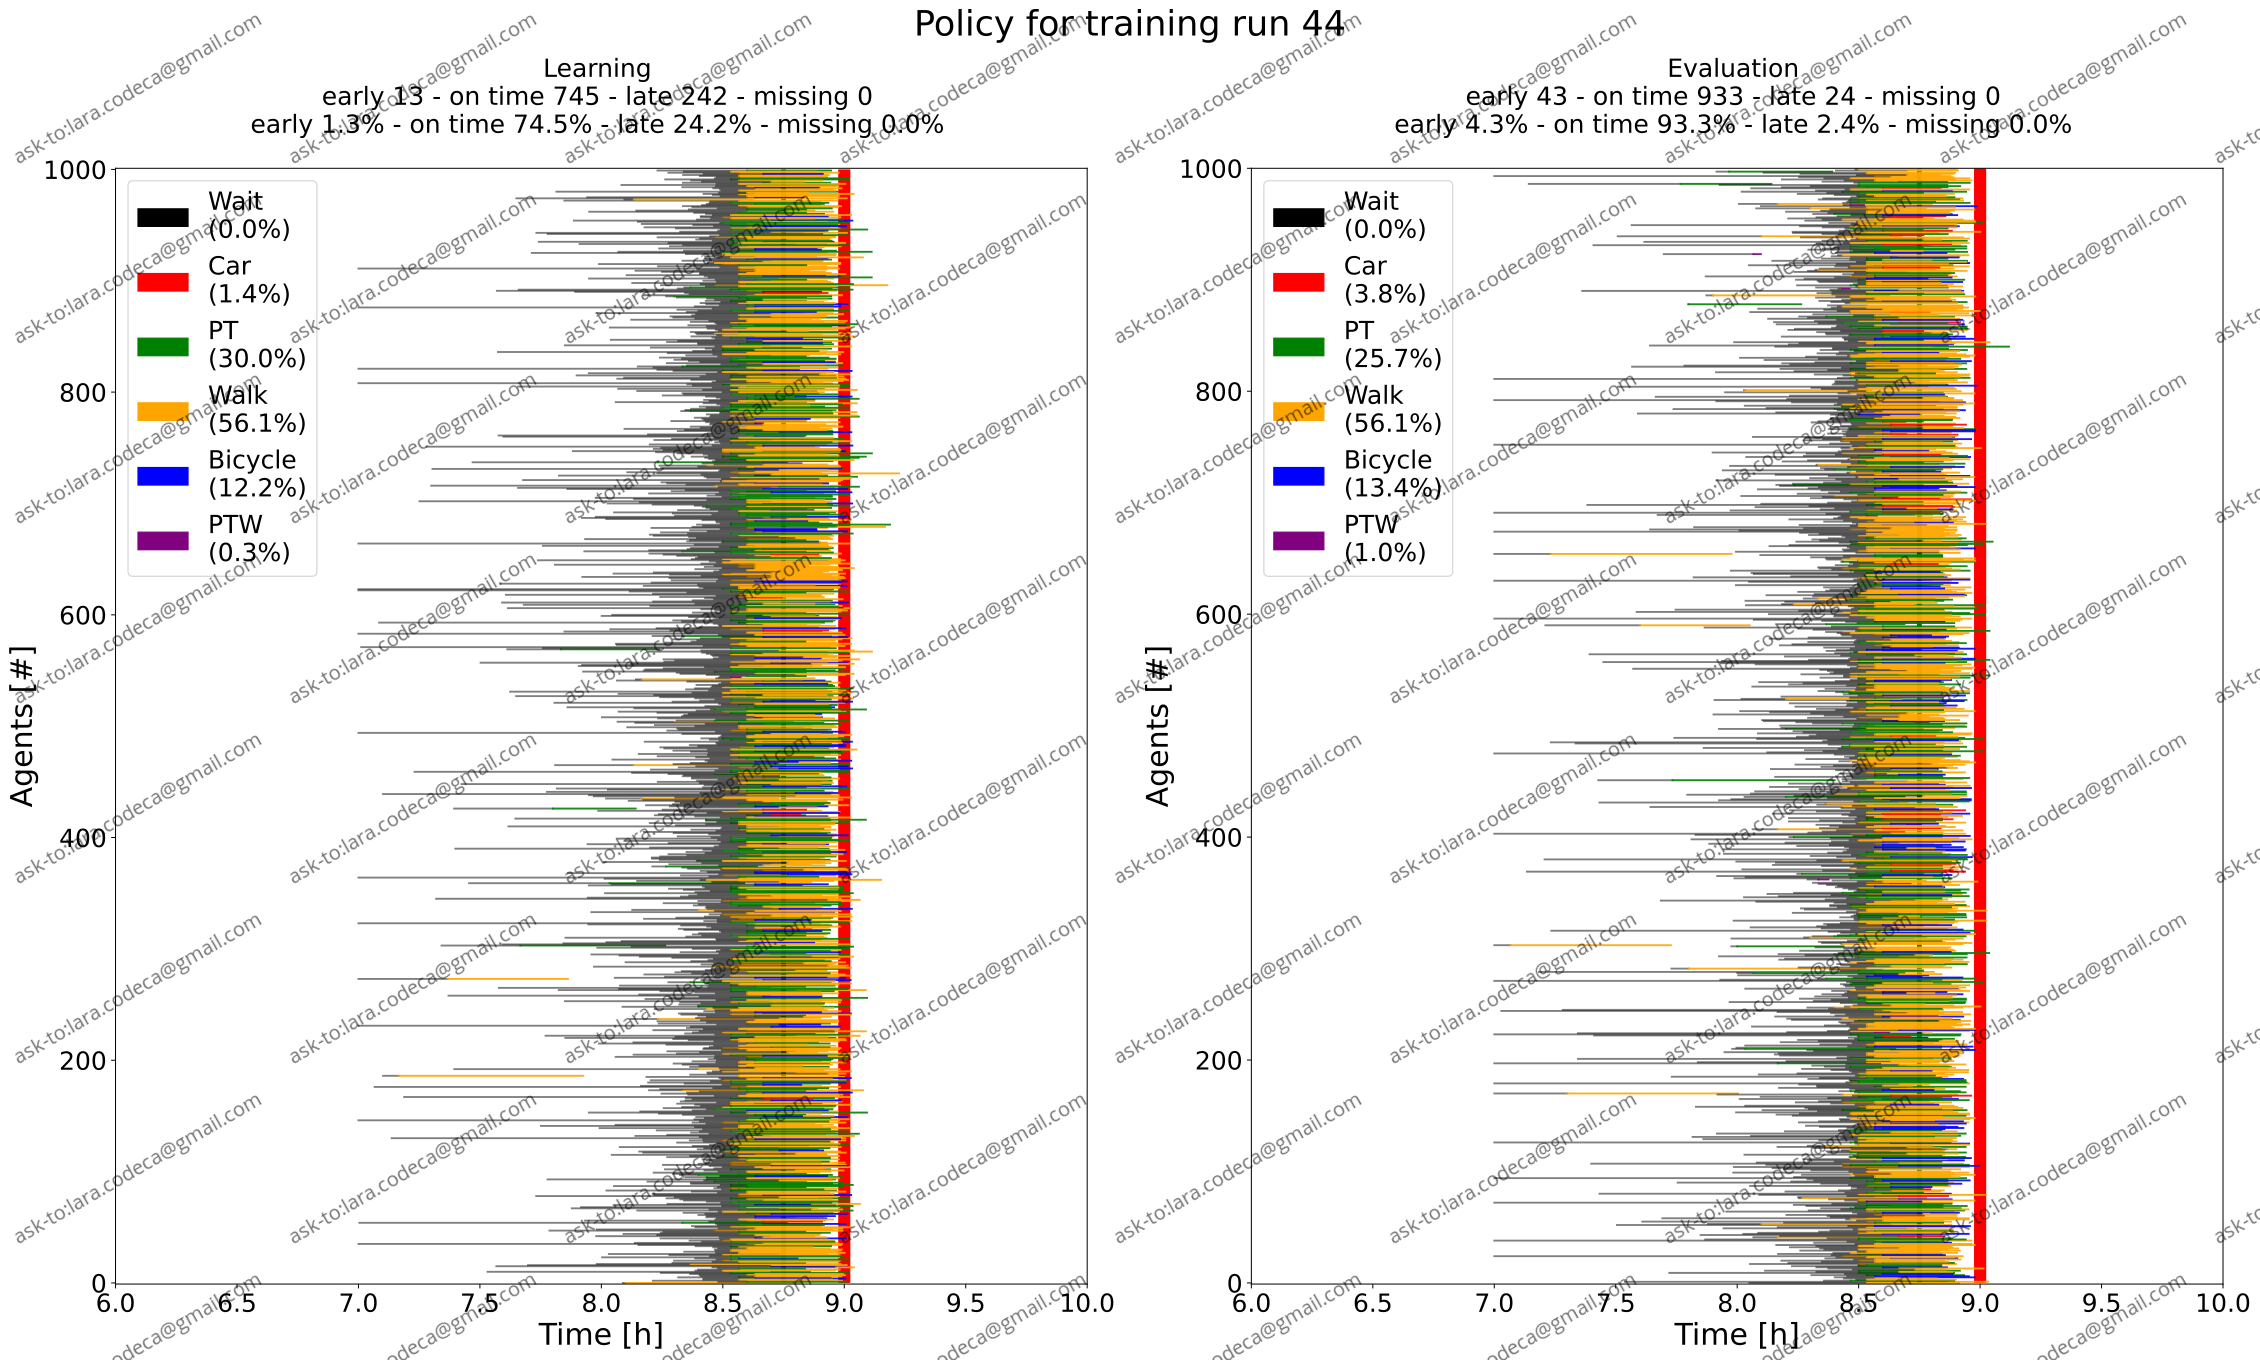 Policy for training run 44
Learning
early 13 - on time 745 - late 242 - missing 0
early 1.3% - on time 74.5% - late 24.2% - missing 0.0%
1000
800
600
400
200
0
Agents [#]
Wait
(0.0%)
Car
(1.4%)
PT
(30.0%)
Walk
(56.1%)
Bicycle
(12.2%)
PTW
(0.3%)
6.0 6.5 7.0 7.5 8.0 8.5 9.0 9.5 10.0
Time [h]
Evaluation
early 43 - on time 933 - late 24 - missing 0
early 4.3% - on time 93.3% - late 2.4% - missing 0.0%
1000
800
600
400
200
0
Agents [#]
Wait
(0.0%)
Car
(3.8%)
PT
(25.7%)
Walk
(56.1%)
Bicycle
(13.4%)
PTW
(1.0%)
6.0 6.5 7.0 7.5 8.0 8.5 9.0 9.5 10.0
Time [h]
ask-to:lara.codeca@gmail.com